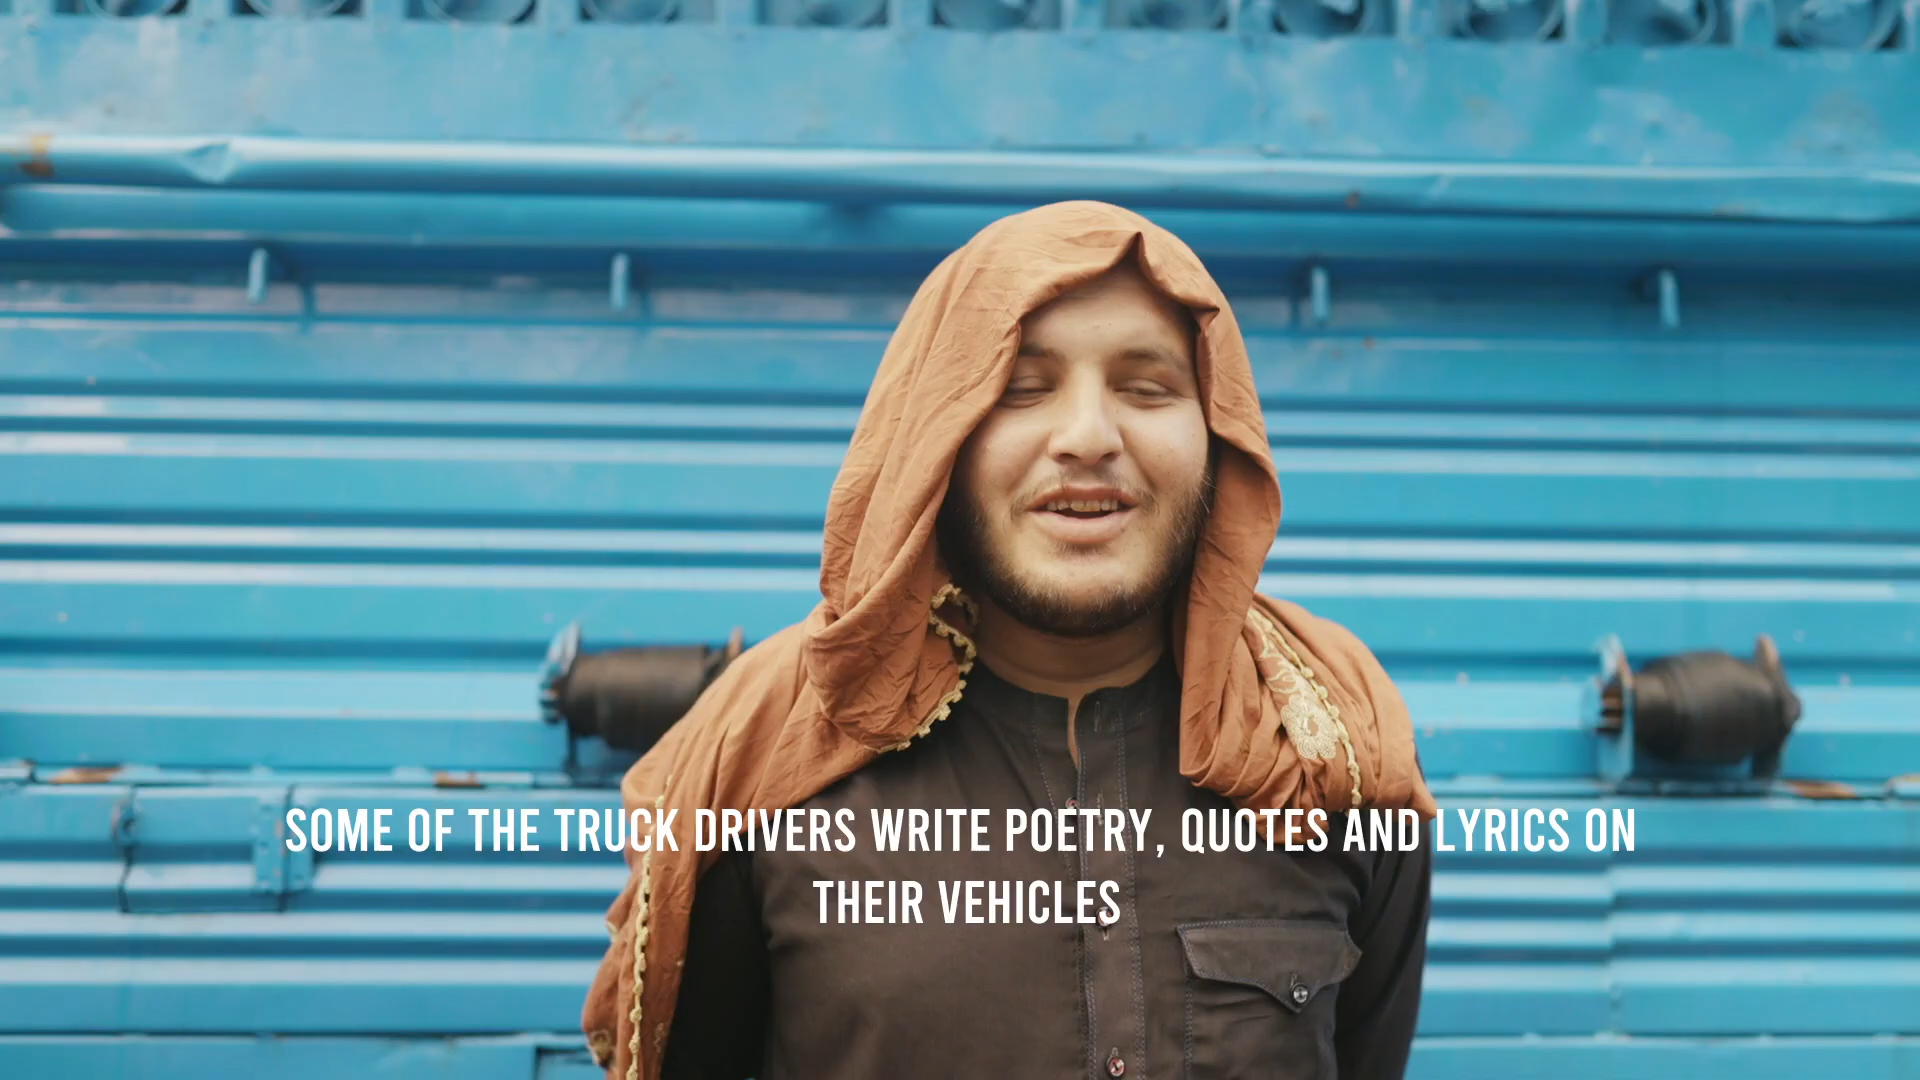 SOME OF THE TRUCK DRIVERS WRITE POETRY, QUOTES AND LYRICS ON
THEIR VEHICLES